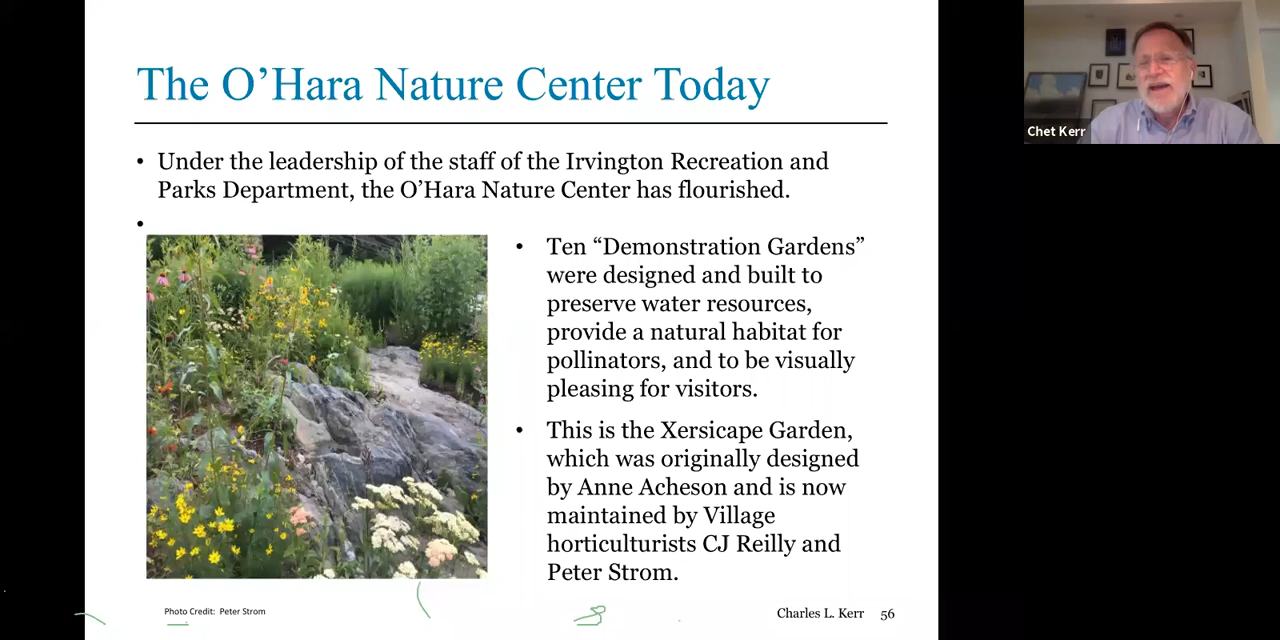 The O’Hara Nature Center Today
• Under the leadership of the staff of the Irvington Recreation and
Parks Department, the O’Hara Nature Center has flourished.
•
• Ten “Demonstration Gardens”
were designed and built to
preserve water resources,
provide a natural habitat for
pollinators, and to be visually
pleasing for visitors.
• This is the Xersicape Garden,
which was originally designed
by Anne Acheson and is now
maintained by Village
horticulturists CJ Reilly and
Peter Strom.
Photo Credit: Peter Strom
Charles L. Kerr 56
Chet Kerr